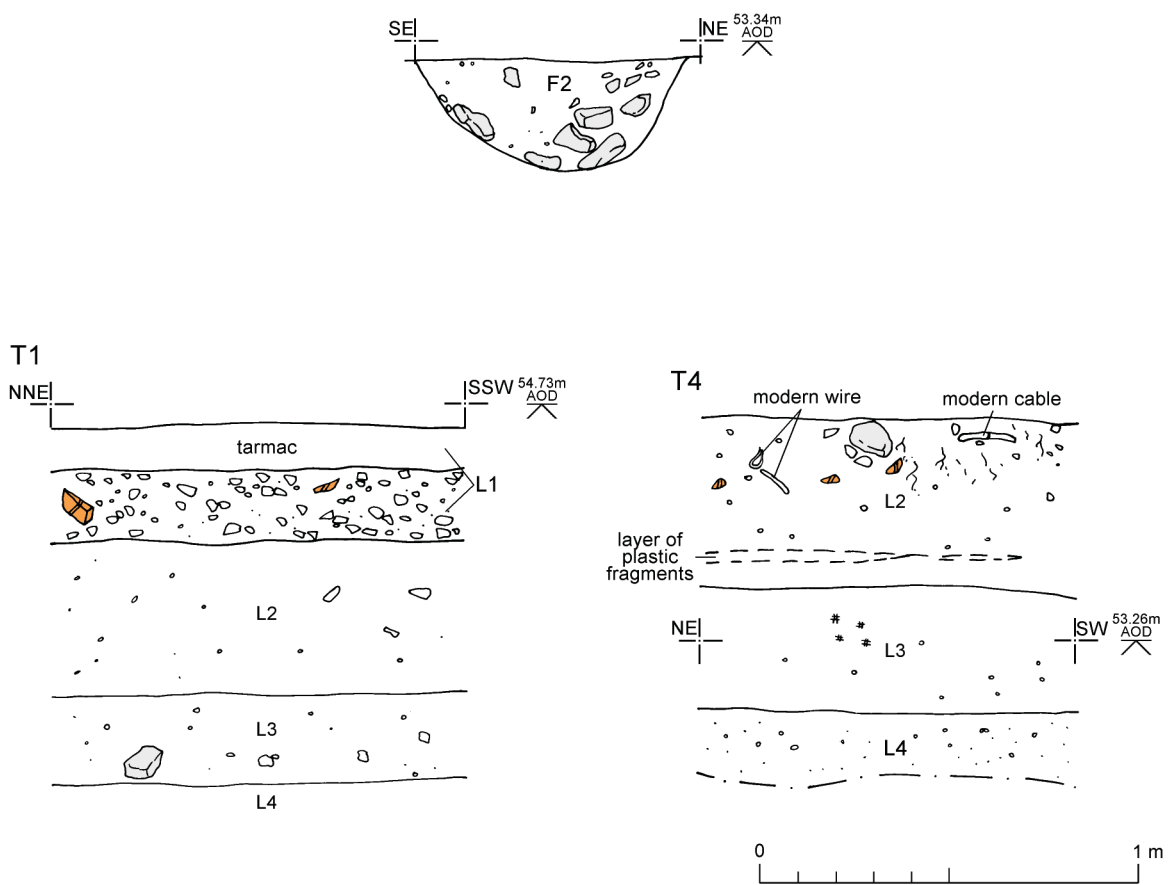 SE
NE 53.34m
AOD
F2
T1
NNE
SSW 54.73m
AOD
tarmac
L1
L2
L3
L4
T4
modern wire
modern cable
L2
layer of
plastic
fragments
NE
SW 53.26m
AOD
L3
L4
0
1 m